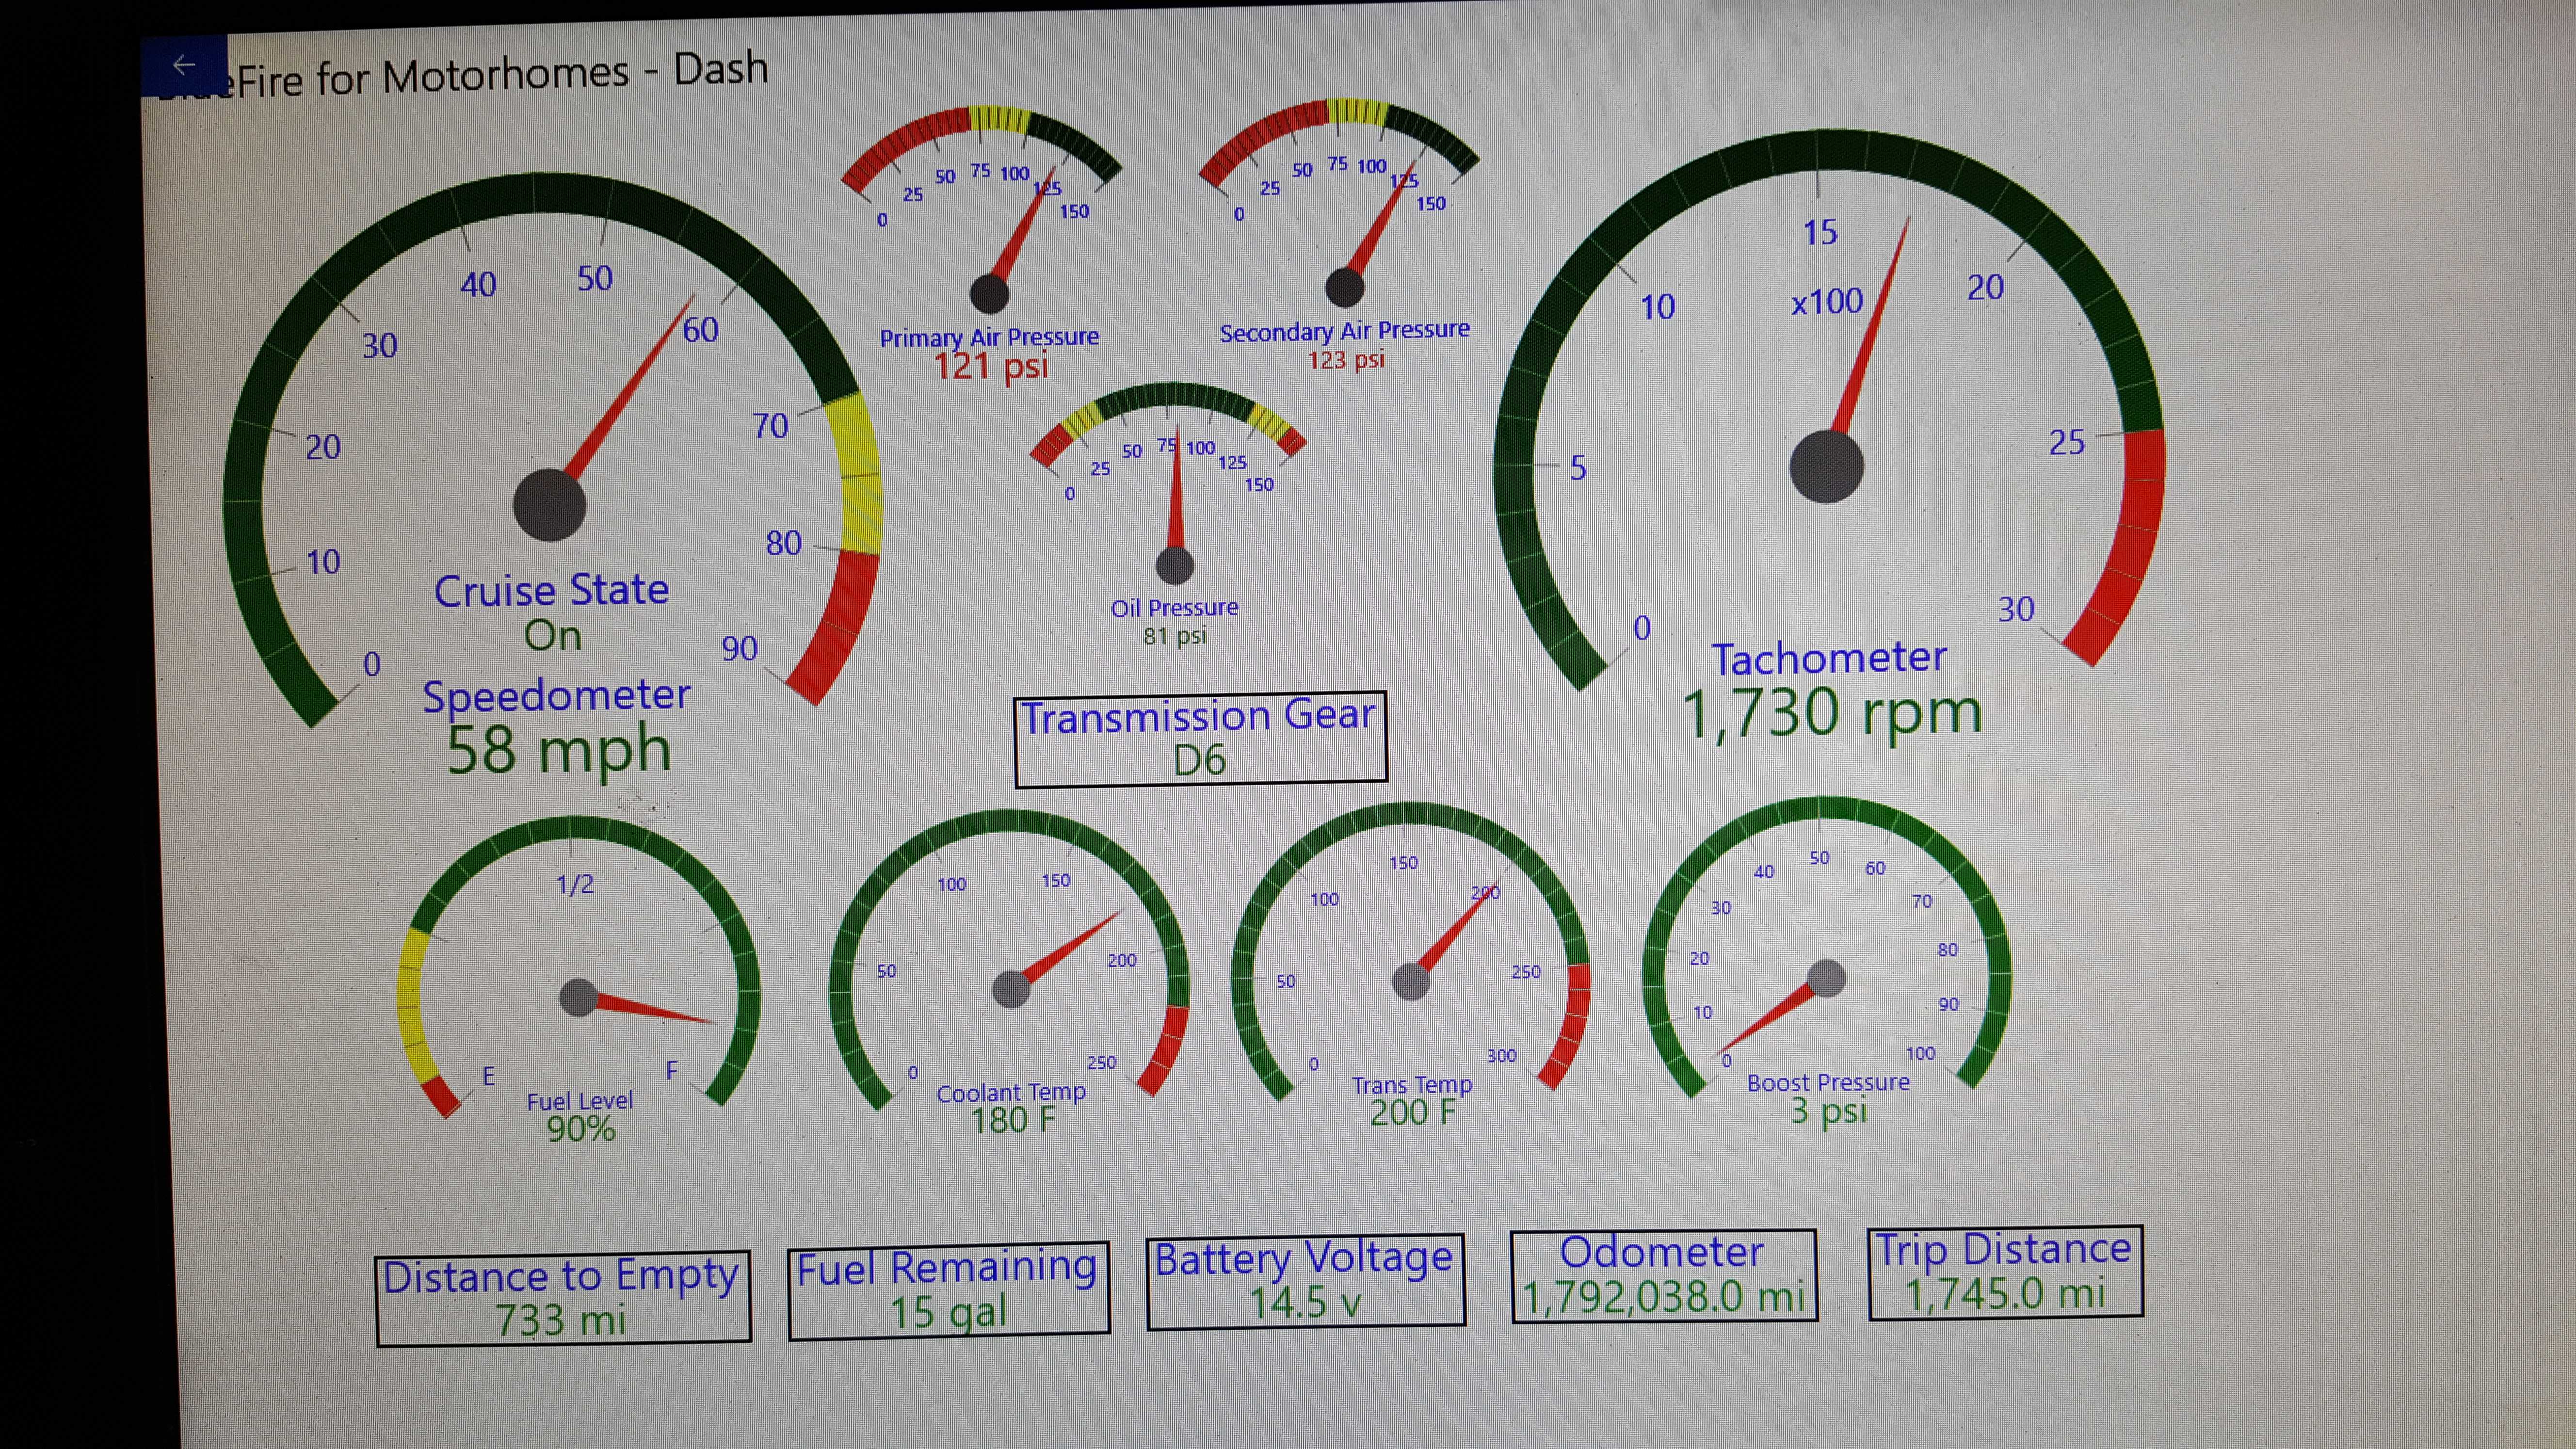 eFire for Motorhomes - Dash
0 10 20 30 40 50 60 70 80 90
Cruise State
On
Speedometer
58 mph
0 25 50 75 100 125 150
Primary Air Pressure
121 psi
0 25 50 75 100 125 150
Secondary Air Pressure
123 psi
0 25 50 75 100 125 150
Oil Pressure
81 psi
Transmission Gear
D6
0 5 10 15 20 25 30
x100
Tachometer
1,730 rpm
E 1/2 F
Fuel Level
90%
0 50 100 150 200 250
Coolant Temp
180 F
0 50 100 150 200 250 300
Trans Temp
200 F
0 10 20 30 40 50 60 70 80 90 100
Boost Pressure
3 psi
Distance to Empty
733 mi
Fuel Remaining
15 gal
Battery Voltage
14.5 v
Odometer
1,792,038.0 mi
Trip Distance
1,745.0 mi